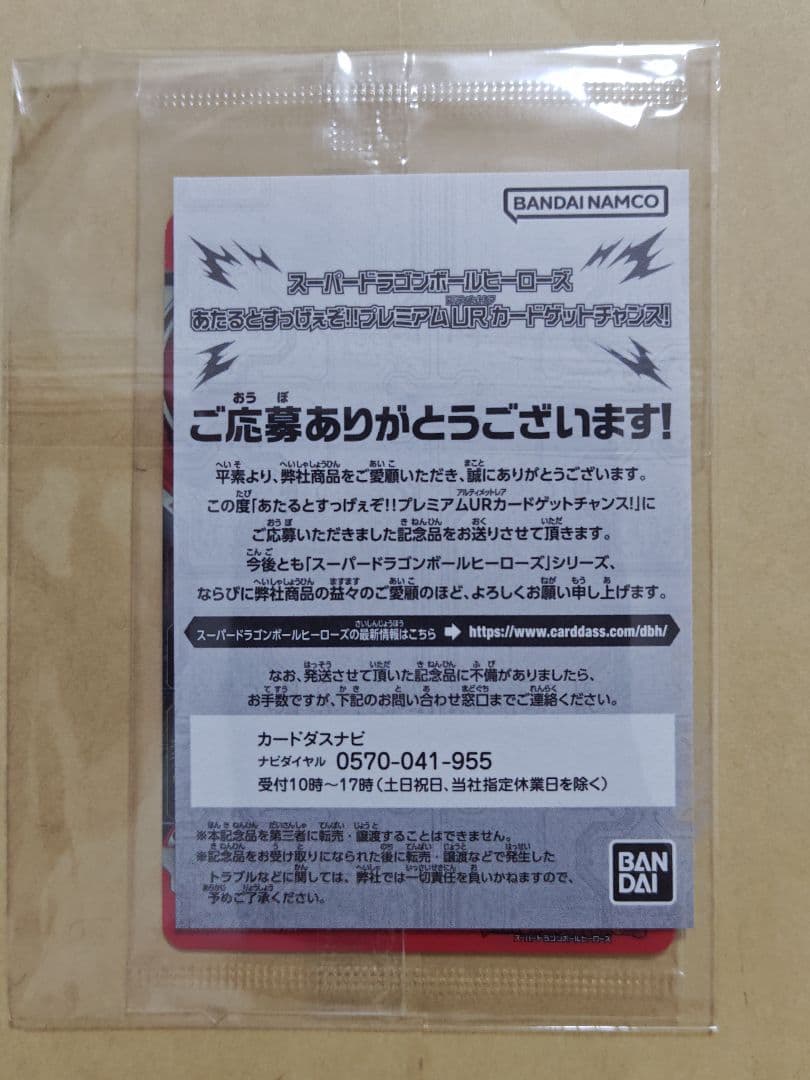 BANDAI NAMCO
スーパードラゴンボールヒーローズ
あたるとすっげぇぞ!!プレミアムURカードゲットチャンス!
ご応募ありがとうございます!
平素より、弊社商品をご愛顧いただき、誠にありがとうございます。
この度「あたるとすっげぇぞ!!プレミアムURカードゲットチャンス!」に
ご応募いただきました記念品をお送りさせて頂きます。
今後とも「スーパードラゴンボールヒーローズ」シリーズ、
ならびに弊社商品の益々のご愛顧のほど、よろしくお願い申し上げます。
スーパードラゴンボールヒーローズの最新情報はこちら ➡ https://www.carddass.com/dbh/
なお、発送させて頂いた記念品に不備がありましたら、
お手数ですが、下記のお問い合わせ窓口までご連絡ください。
カードダスナビ
ナビダイヤル 0570-041-955
受付10時~17時(土日祝日、当社指定休業日を除く)
※本記念品を第三者に転売・譲渡することはできません。
※記念品をお受け取りになられた後に転売・譲渡などで発生した
トラブルなどに関しては、弊社では一切責任を負いかねますので、
予めご了承ください。
BAN
DAI
スーパードラゴンボールヒーローズ